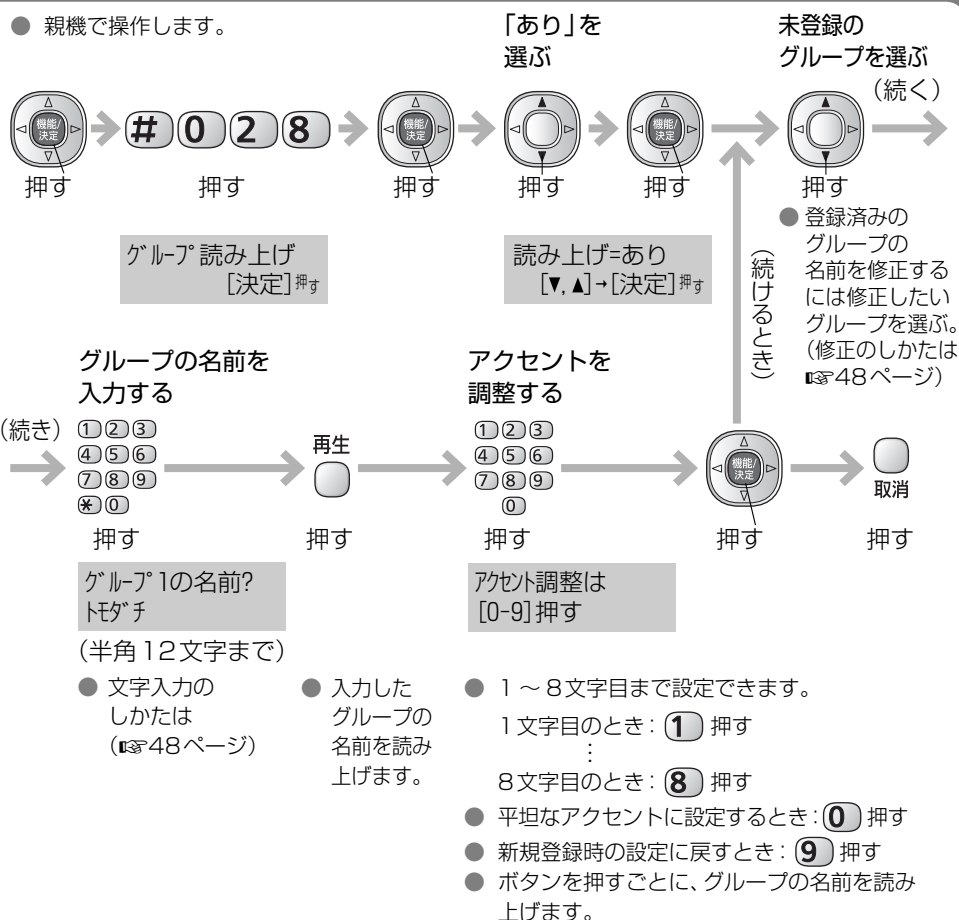 ● 親機で操作します。
「あり」を
選ぶ
未登録の
グループを選ぶ
（続く）
機能/
決定
押す
# 0 2 8
押す
機能/
決定
押す
押す
機能/
決定
押す
押す
ｸﾞﾙｰﾌﾟ読み上げ
[決定]押す
読み上げ=あり
[▼,▲]→[決定]押す
（続けるとき）
● 登録済みの
グループの
名前を修正する
には修正したい
グループを選ぶ。
（修正のしかたは
☞48ページ）
グループの名前を
入力する
アクセントを
調整する
（続き）
1 2 3
4 5 6
7 8 9
* 0
押す
再生
押す
1 2 3
4 5 6
7 8 9
0
押す
機能/
決定
押す
取消
押す
ｸﾞﾙｰﾌﾟ1の名前?
ﾄﾓﾀﾞﾁ
（半角12文字まで）
● 文字入力の
しかたは
（☞48ページ）
● 入力した
グループの
名前を読み
上げます。
ｱｸｾﾝﾄ調整は
[0-9]押す
● 1～8文字目まで設定できます。
1文字目のとき：1 押す
⋮
8文字目のとき：8 押す
● 平坦なアクセントに設定するとき：0 押す
● 新規登録時の設定に戻すとき：9 押す
● ボタンを押すごとに、グループの名前を読み
上げます。